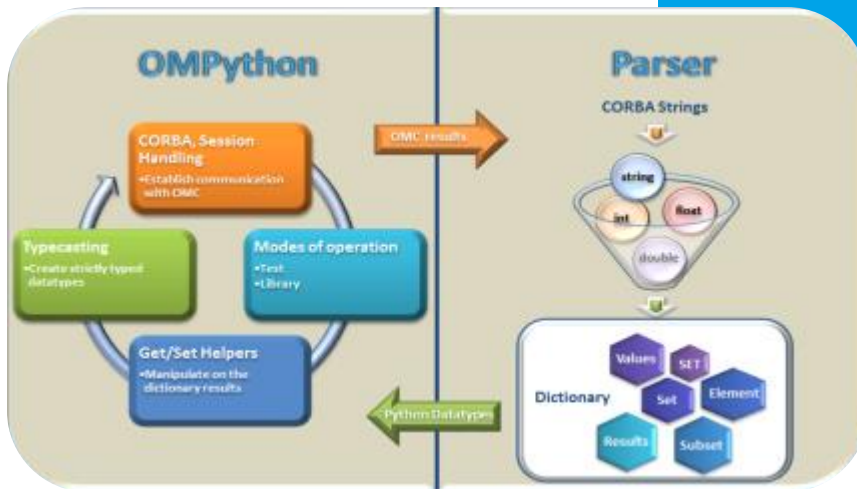 OMPython
CORBA, Session
Handling
•Establish communication
with OMC
Typecasting
•Create strictly typed
datatypes
Modes of operation
•Test
•Library
Get/Set Helpers
•Manipulate on the
dictionary results
OMC results
Python Datatypes
Parser
CORBA Strings
string
int
float
double
Dictionary
Values
SET
Set
Element
Results
Subset